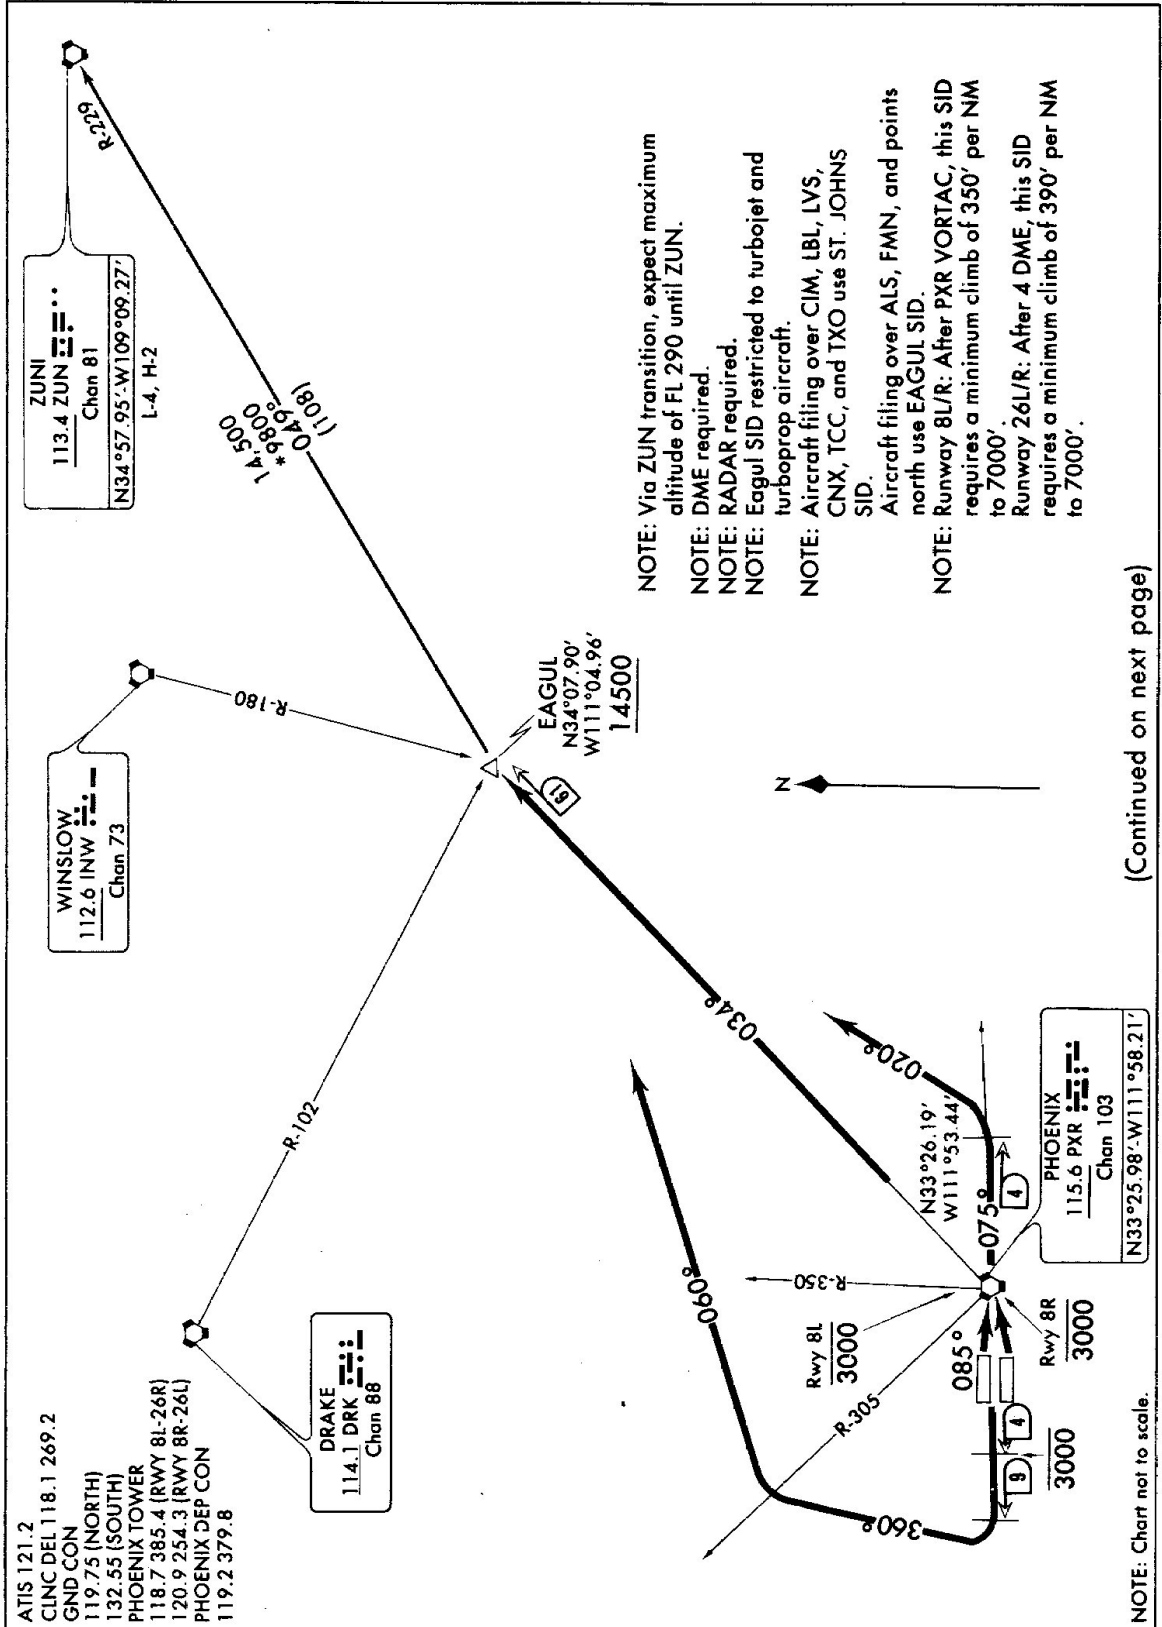 ATIS 121.2
CLNC DEL 118.1 269.2
GND CON
119.75 (NORTH)
132.55 (SOUTH)
PHOENIX TOWER
118.7 385.4 (RWY 8L-26R)
120.9 254.3 (RWY 8R-26L)
PHOENIX DEP CON
119.2 379.8
DRAKE
114.1 DRK
Chan 88
WINSLOW
112.6 INW
Chan 73
ZUNI
113.4 ZUN
Chan 81
N34°57.95'-W109°09.27'
L-4, H-2
R-229
R-180
R-102
14,500
*9800
049°
(108)
EAGUL
N34°07.90'
W111°04.96'
14500
61
034°
N
060°
020°
360°
R-305
R-350
Rwy 8L
3000
085°
075°
N33°26.19'
W111°53.44'
4
9
4
3000
Rwy 8R
3000
PHOENIX
115.6 PXR
Chan 103
N33°25.98'-W111°58.21'
NOTE: Via ZUN transition, expect maximum
altitude of FL 290 until ZUN.
NOTE: DME required.
NOTE: RADAR required.
NOTE: Eagul SID restricted to turbojet and
turboprop aircraft.
NOTE: Aircraft filing over CIM, LBL, LVS,
CNX, TCC, and TXO use ST. JOHNS
SID.
Aircraft filing over ALS, FMN, and points
north use EAGUL SID.
NOTE: Runway 8L/R: After PXR VORTAC, this SID
requires a minimum climb of 350' per NM
to 7000'.
Runway 26L/R: After 4 DME, this SID
requires a minimum climb of 390' per NM
to 7000'.
NOTE: Chart not to scale.
(Continued on next page)